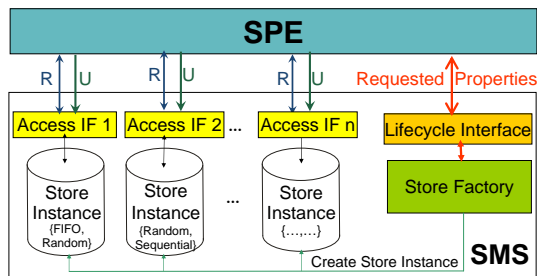 SPE
R U R U R U Requested Properties
Access IF 1 Access IF 2 ... Access IF n Lifecycle Interface
Store Instance {FIFO, Random}
Store Instance {Random, Sequential}
...
Store Instance {...,...}
Store Factory
Create Store Instance
SMS